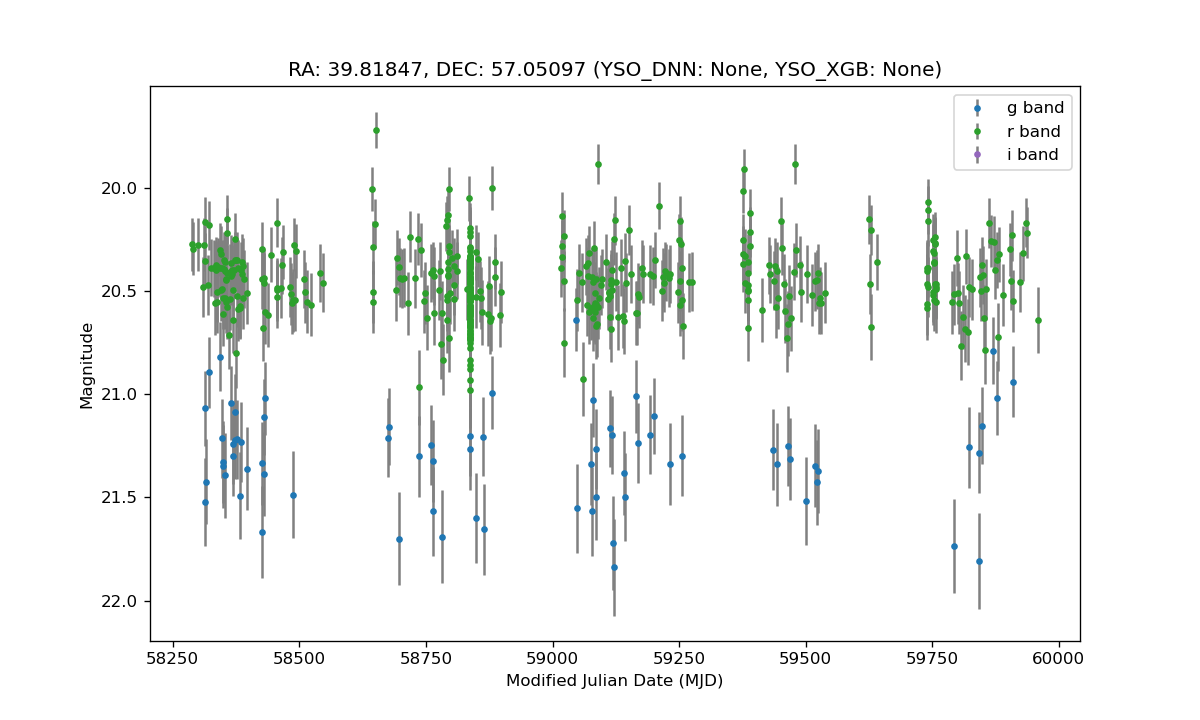 RA: 39.81847, DEC: 57.05097 (YSO_DNN: None, YSO_XGB: None)
g band
r band
i band
20.0
20.5
21.0
21.5
22.0
Magnitude
58250 58500 58750 59000 59250 59500 59750 60000
Modified Julian Date (MJD)